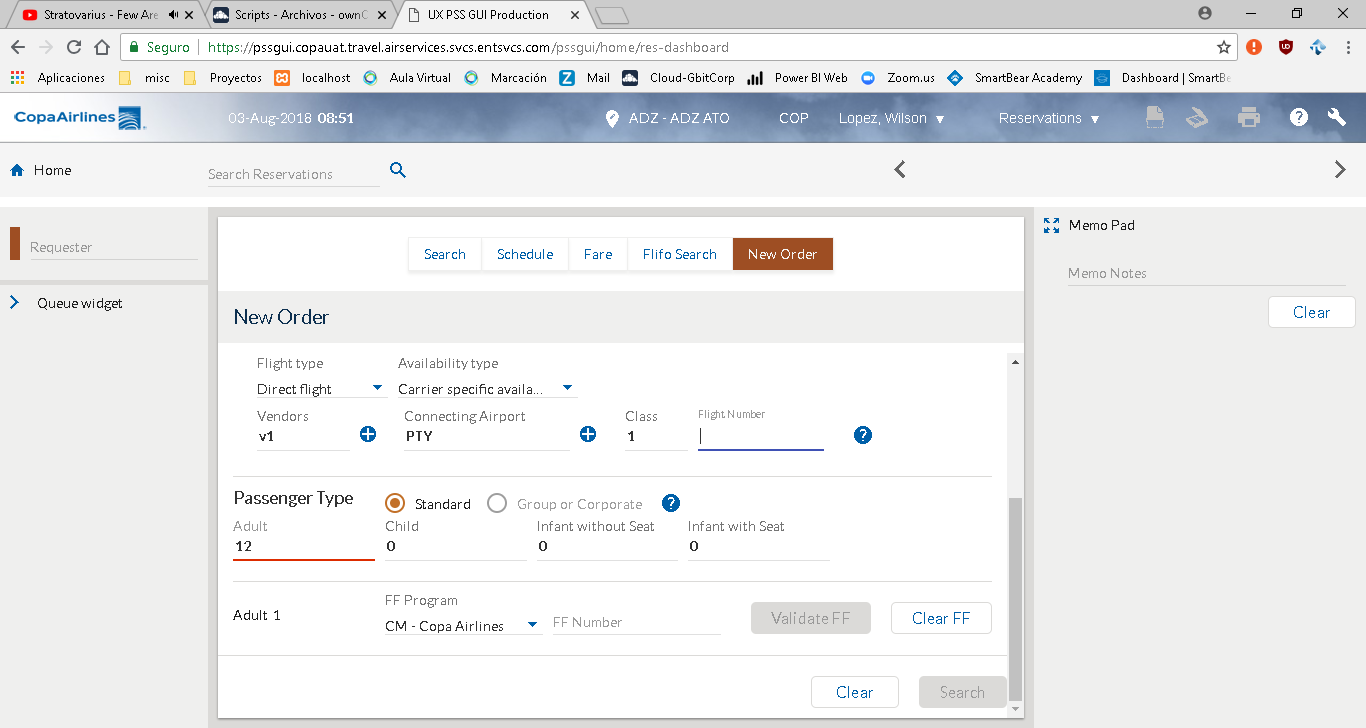 Stratovarius - Few Are
Scripts - Archivos - ownC
UX PSS GUI Production
Seguro
https://pssgui.copauat.travel.airservices.svcs.entsvcs.com/pssgui/home/res-dashboard
Aplicaciones
misc
Proyectos
localhost
Aula Virtual
Marcación
Mail
Cloud-GbitCorp
Power BI Web
Zoom.us
SmartBear Academy
Dashboard | SmartBe
CopaAirlines
03-Aug-2018 08:51
ADZ - ADZ ATO
COP
Lopez, Wilson
Reservations
Home
Search Reservations
Requester
Queue widget
Search
Schedule
Fare
Flifo Search
New Order
New Order
Flight type
Availability type
Direct flight
Carrier specific availa...
Vendors
Connecting Airport
Class
Flight Number
v1
PTY
1
Passenger Type
Standard
Group or Corporate
Adult
Child
Infant without Seat
Infant with Seat
12
0
0
0
Adult 1
FF Program
CM - Copa Airlines
FF Number
Validate FF
Clear FF
Clear
Search
Memo Pad
Memo Notes
Clear